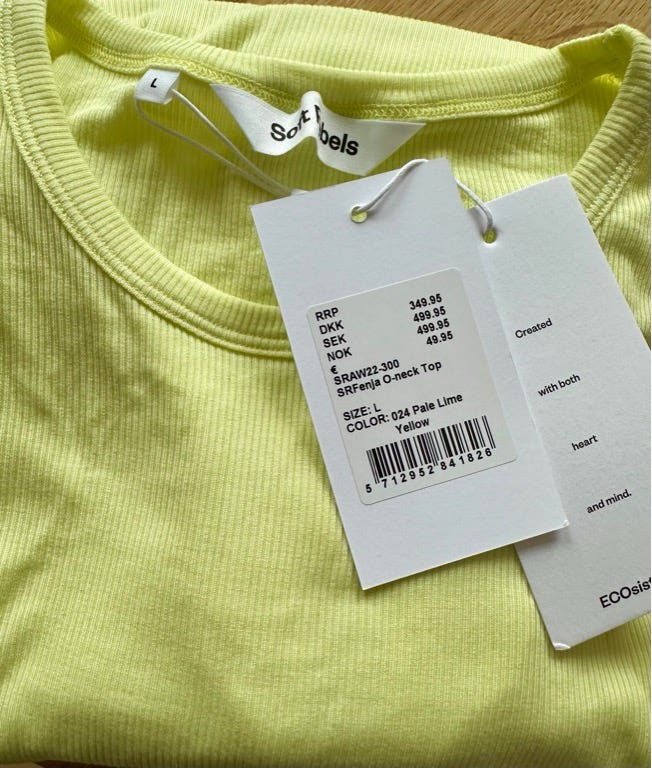 L
Soft Rebels
RRP
DKK 349.95
SEK 499.95
NOK 499.95
€ 49.95
SRAW22-300
SRFenja O-neck Top
SIZE: L
COLOR: 024 Pale Lime
Yellow
5 712952 841826
Created
with both
heart
and mind.